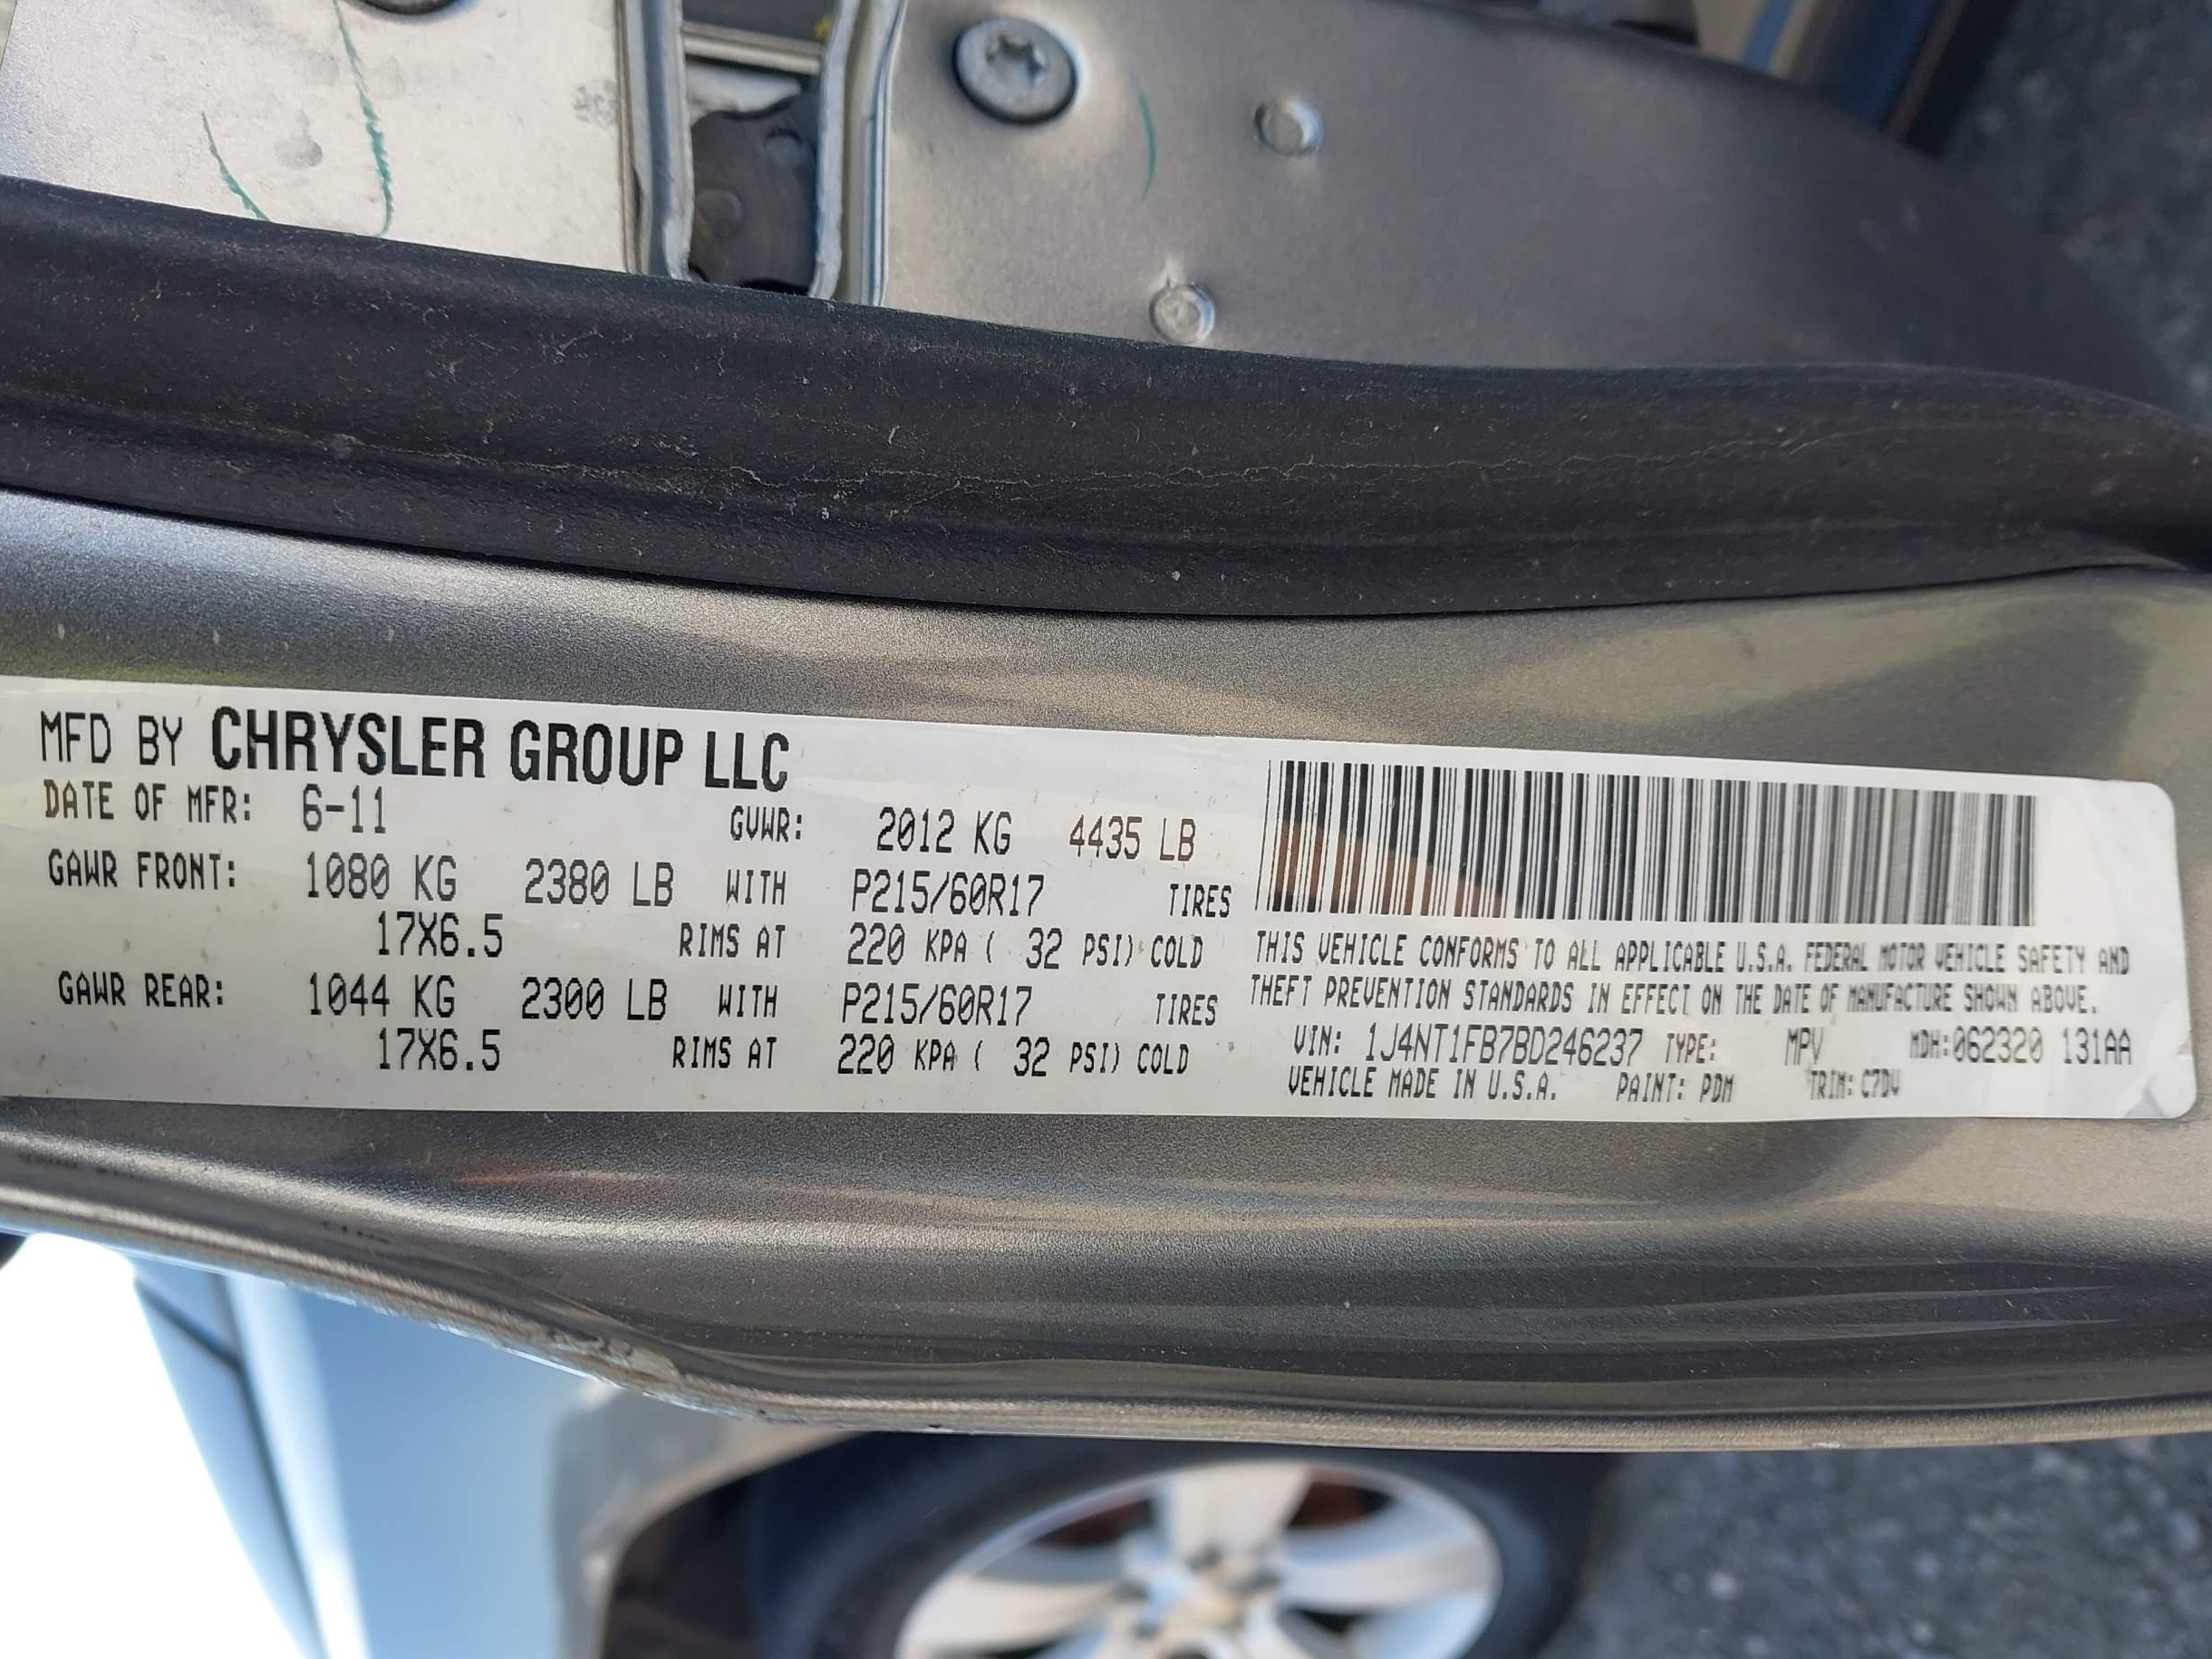 MFD BY CHRYSLER GROUP LLC
DATE OF MFR: 6-11 GVWR: 2012 KG 4435 LB
GAWR FRONT: 1080 KG 2380 LB WITH P215/60R17 TIRES
17X6.5 RIMS AT 220 KPA ( 32 PSI) COLD
GAWR REAR: 1044 KG 2300 LB WITH P215/60R17 TIRES
17X6.5 RIMS AT 220 KPA ( 32 PSI) COLD
THIS VEHICLE CONFORMS TO ALL APPLICABLE U.S.A. FEDERAL MOTOR VEHICLE SAFETY AND
THEFT PREVENTION STANDARDS IN EFFECT ON THE DATE OF MANUFACTURE SHOWN ABOVE.
VIN: 1J4NT1FB7BD246237 TYPE: MPV MDH:062320 131AA
VEHICLE MADE IN U.S.A. PAINT: PDM TRIM: C7DV